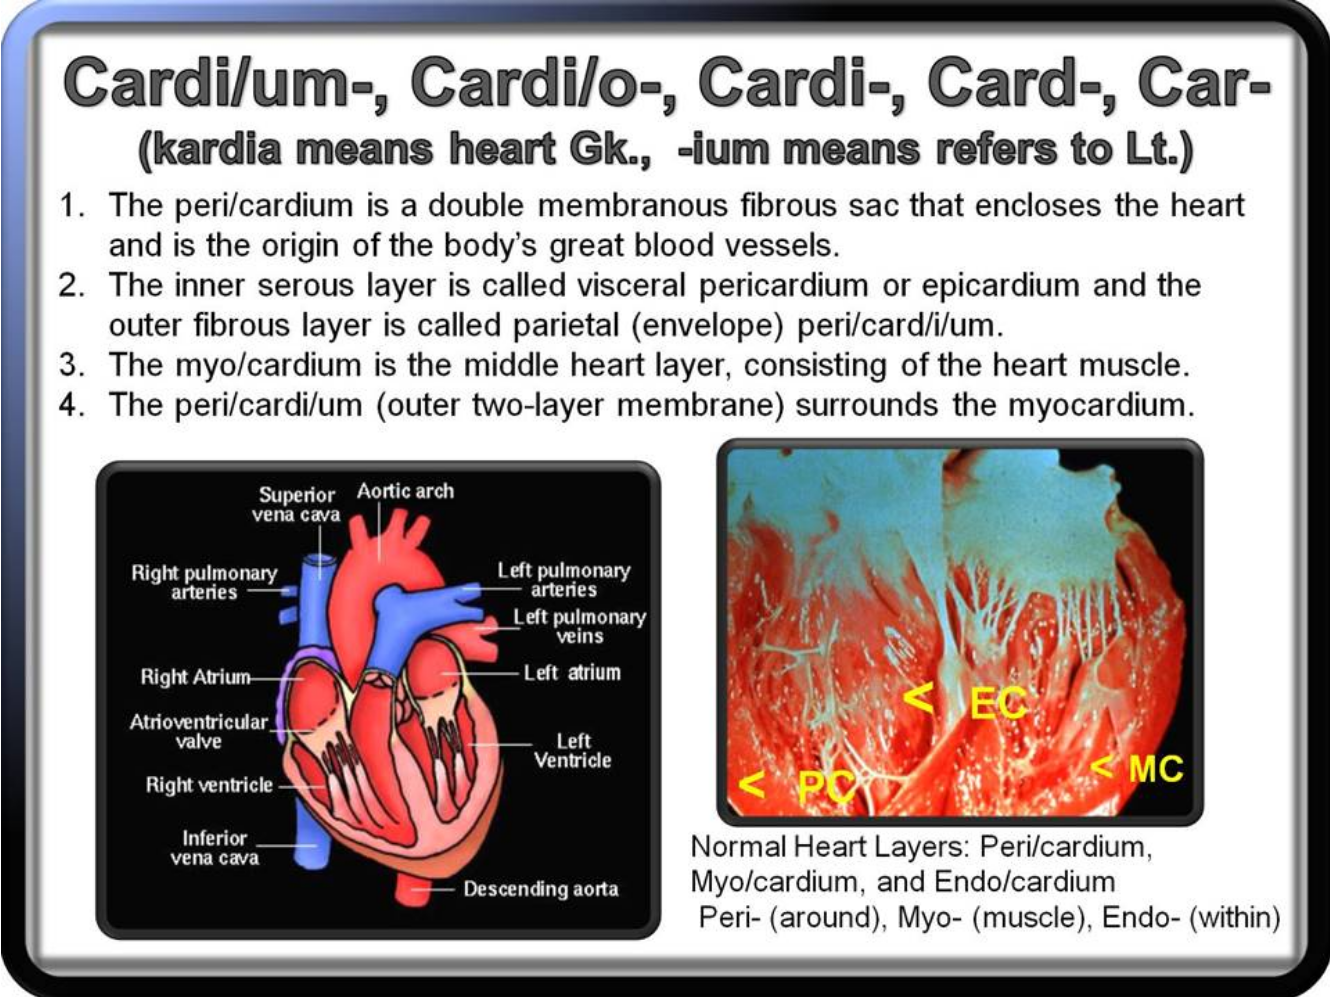 Cardi/um-, Cardi/o-, Cardi-, Card-, Car-
(kardia means heart Gk., -ium means refers to Lt.)
1. The peri/cardium is a double membranous fibrous sac that encloses the heart
and is the origin of the body's great blood vessels.
2. The inner serous layer is called visceral pericardium or epicardium and the
outer fibrous layer is called parietal (envelope) peri/card/i/um.
3. The myo/cardium is the middle heart layer, consisting of the heart muscle.
4. The peri/cardi/um (outer two-layer membrane) surrounds the myocardium.
Superior
vena cava
Aortic arch
Right pulmonary
arteries
Left pulmonary
arteries
Left pulmonary
veins
Right Atrium
Left atrium
Atrioventricular
valve
Left
Ventricle
Right ventricle
Inferior
vena cava
Descending aorta
< EC
< MC
< PC
Normal Heart Layers: Peri/cardium,
Myo/cardium, and Endo/cardium
Peri- (around), Myo- (muscle), Endo- (within)